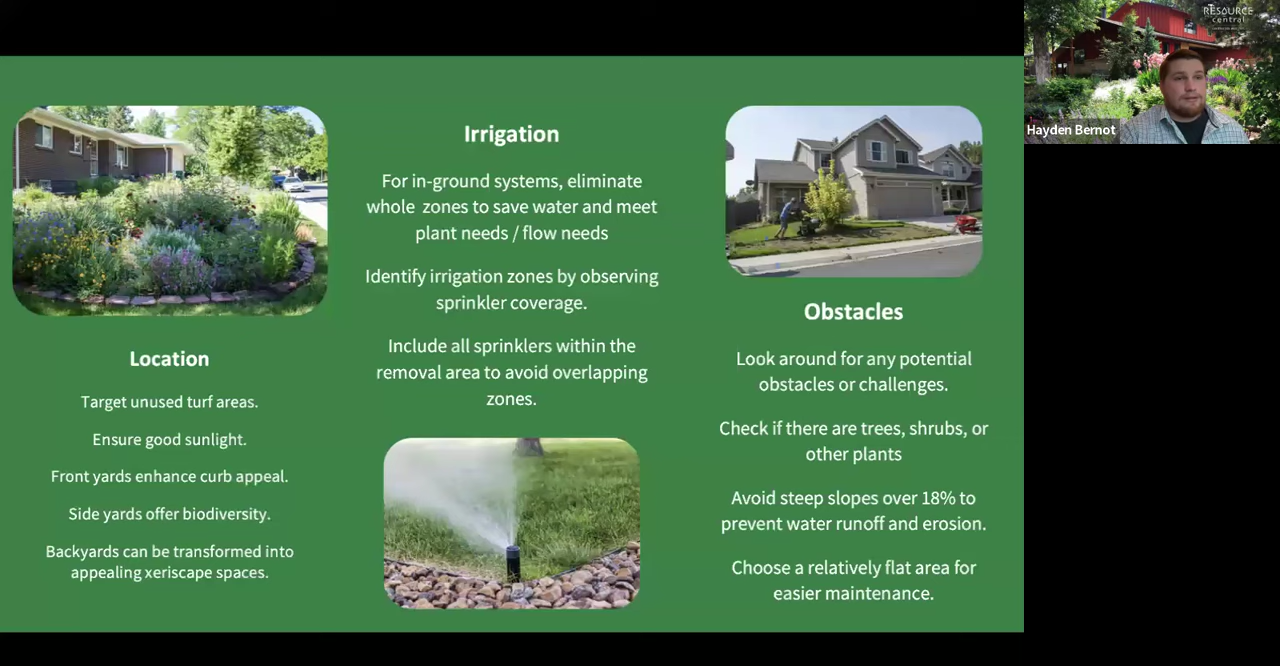 Location
Target unused turf areas.
Ensure good sunlight.
Front yards enhance curb appeal.
Side yards offer biodiversity.
Backyards can be transformed into
appealing xeriscape spaces.
Irrigation
For in-ground systems, eliminate
whole zones to save water and meet
plant needs / flow needs
Identify irrigation zones by observing
sprinkler coverage.
Include all sprinklers within the
removal area to avoid overlapping
zones.
Obstacles
Look around for any potential
obstacles or challenges.
Check if there are trees, shrubs, or
other plants
Avoid steep slopes over 18% to
prevent water runoff and erosion.
Choose a relatively flat area for
easier maintenance.
RESOURCE
central
Hayden Bernot